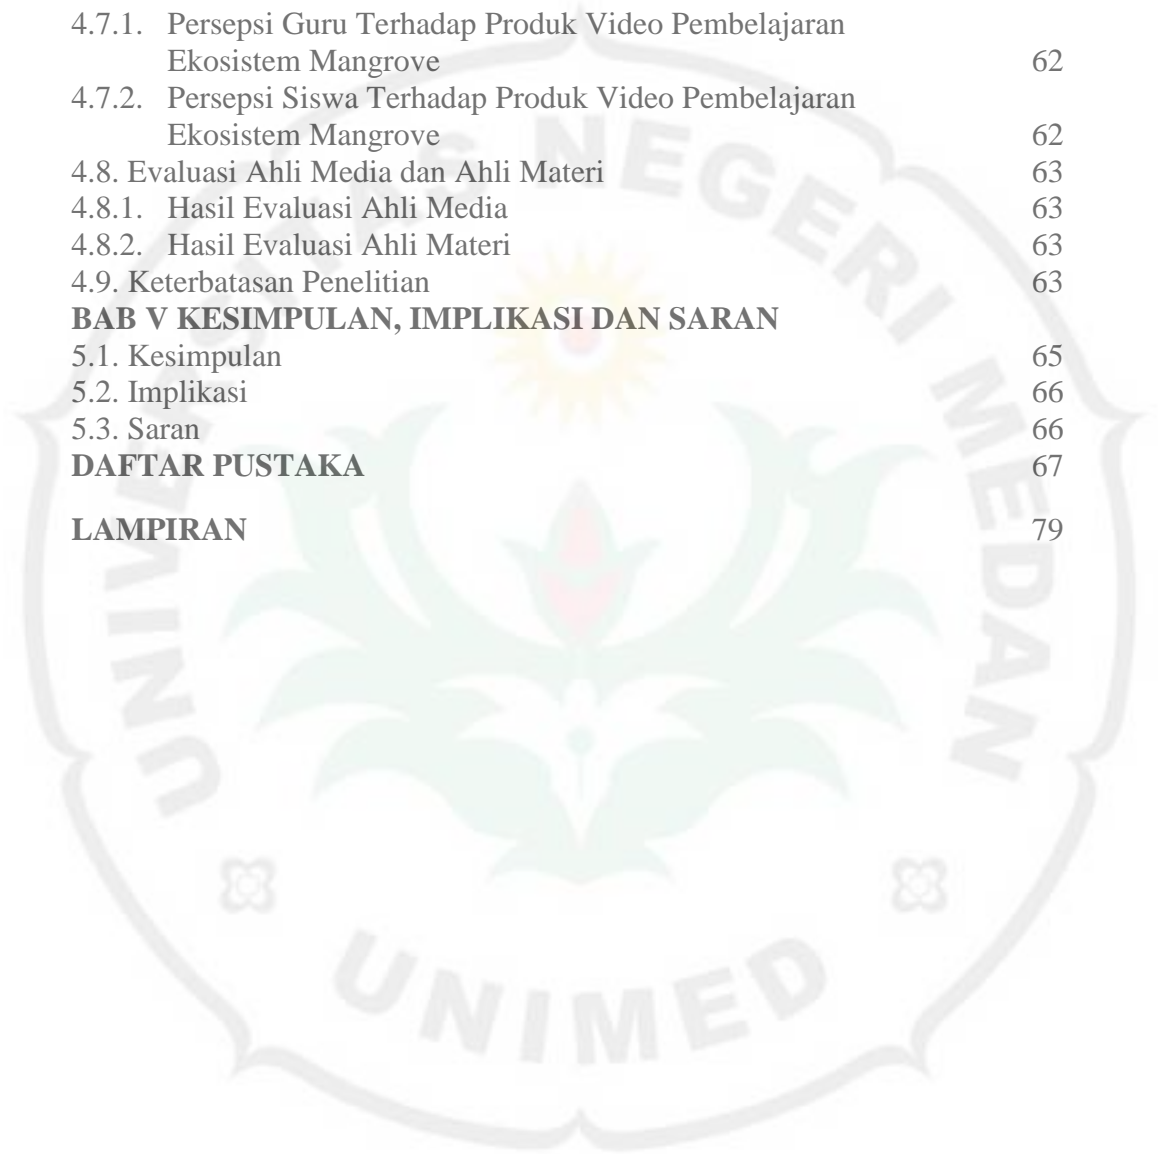 4.7.1. Persepsi Guru Terhadap Produk Video Pembelajaran
Ekosistem Mangrove 62
4.7.2. Persepsi Siswa Terhadap Produk Video Pembelajaran
Ekosistem Mangrove 62
4.8. Evaluasi Ahli Media dan Ahli Materi 63
4.8.1. Hasil Evaluasi Ahli Media 63
4.8.2. Hasil Evaluasi Ahli Materi 63
4.9. Keterbatasan Penelitian 63
BAB V KESIMPULAN, IMPLIKASI DAN SARAN
5.1. Kesimpulan 65
5.2. Implikasi 66
5.3. Saran 66
DAFTAR PUSTAKA 67
LAMPIRAN 79
UNIVERSITAS NEGERI MEDAN
UNIMED